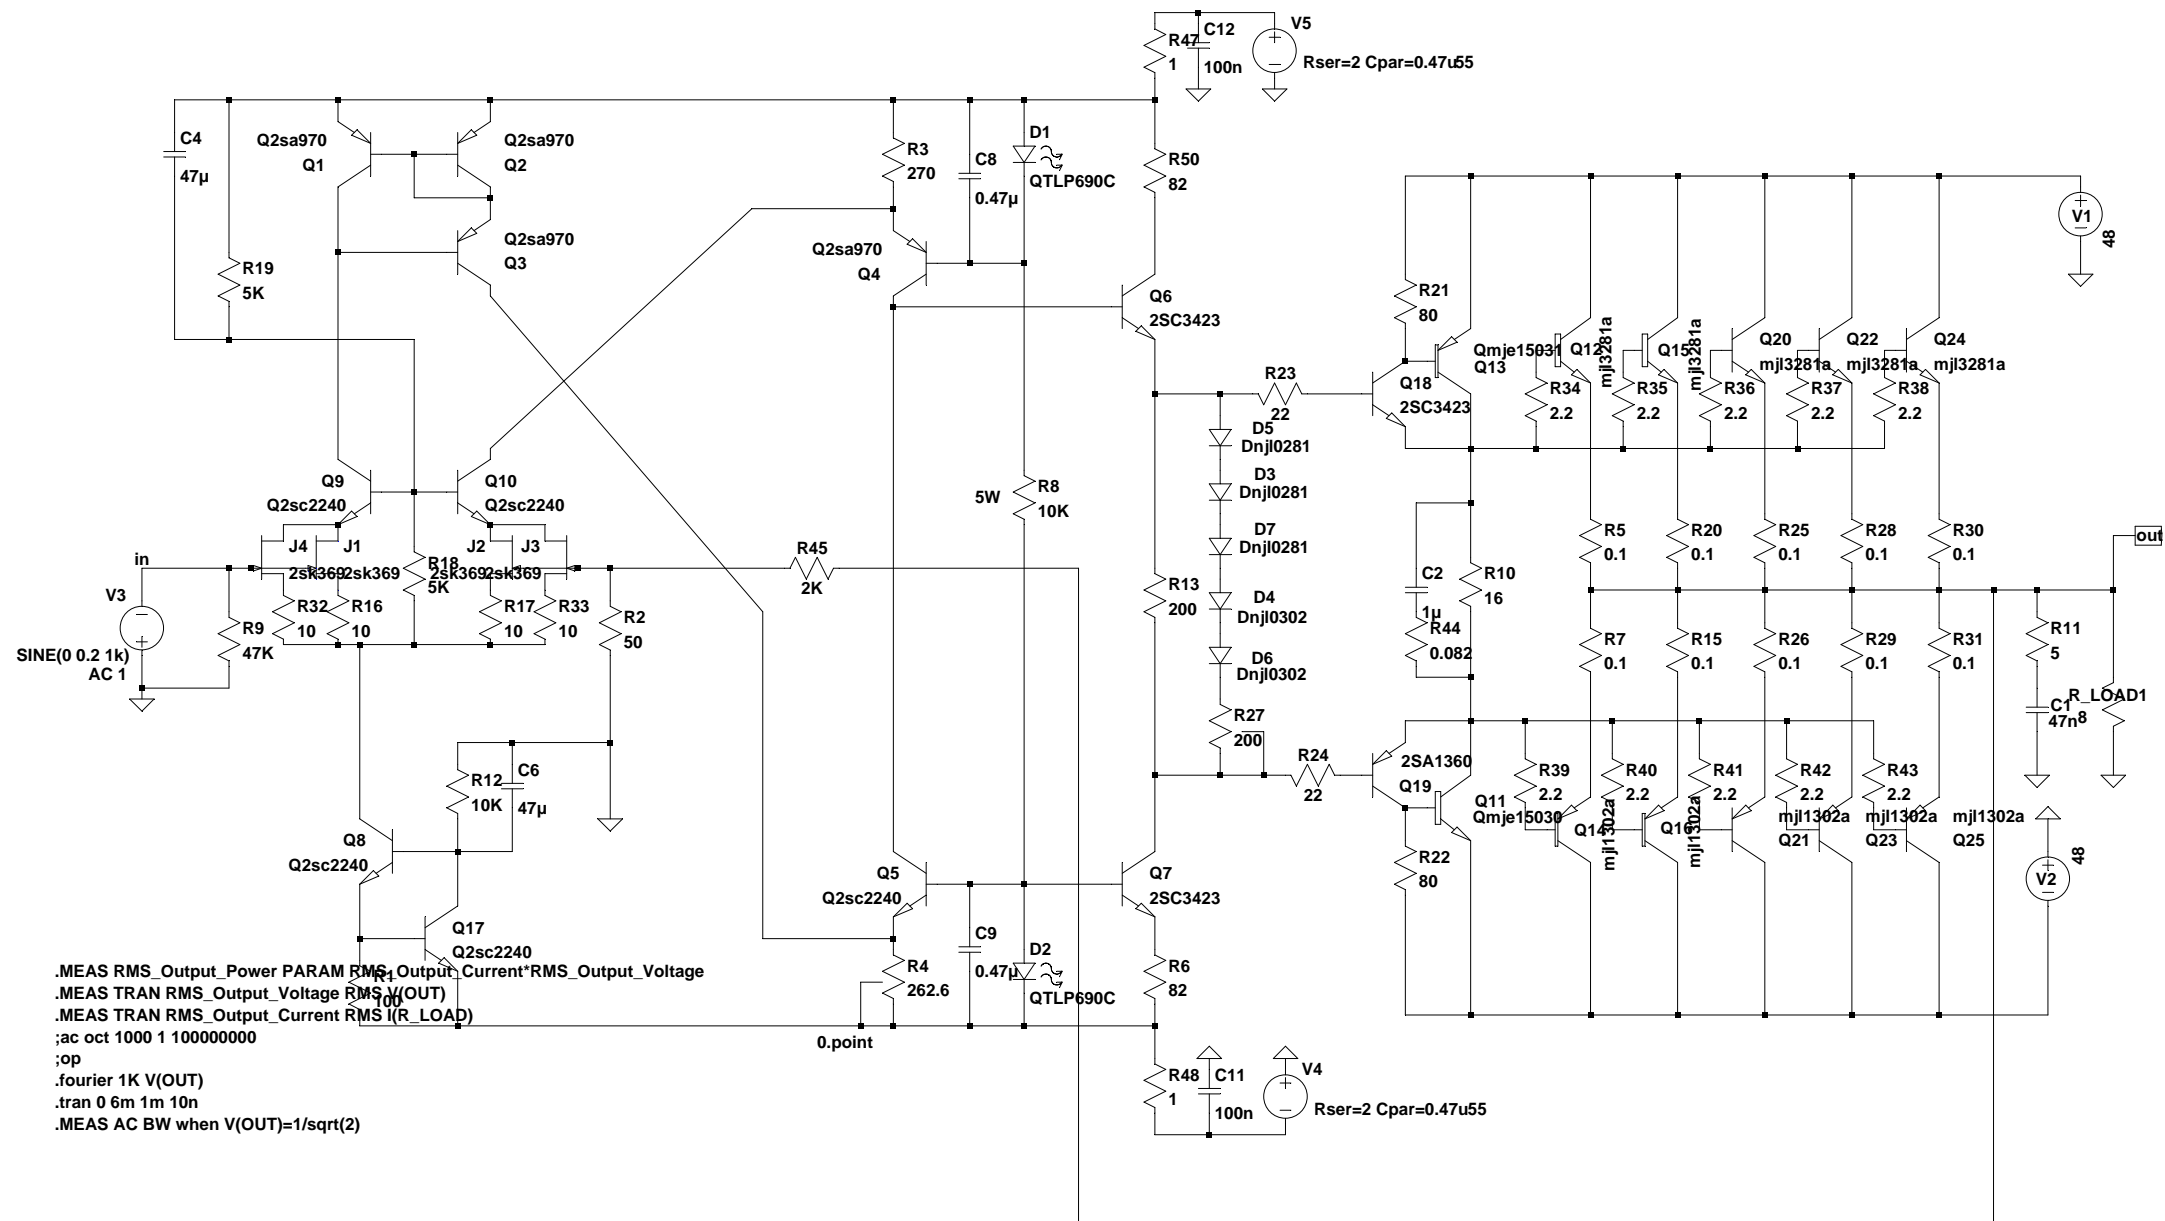 V5
R47
1
C12
100n
Rser=2 Cpar=0.47u55
C4
47µ
Q2sa970
Q1
Q2sa970
Q2
R3
270
C8
0.47µ
D1
QTLP690C
R50
82
V1
48
R19
5K
Q2sa970
Q3
Q2sa970
Q4
Q6
2SC3423
R21
80
Qmje15031
Q13
Q12
mjl3281a
Q15
mjl3281a
Q20
mjl3281a
Q22
mjl3281a
Q24
mjl3281a
R23
22
Q18
2SC3423
R34
2.2
R35
2.2
R36
2.2
R37
2.2
R38
2.2
D5
Dnjl0281
D3
Dnjl0281
D7
Dnjl0281
D4
Dnjl0302
D6
Dnjl0302
Q9
Q2sc2240
Q10
Q2sc2240
5W
R8
10K
in
J4
2sk369
J1
2sk369
R18
5K
J2
2sk369
J3
2sk369
R45
2K
R5
0.1
R20
0.1
R25
0.1
R28
0.1
R30
0.1
out
V3
SINE(0 0.2 1k)
AC 1
R9
47K
R32
10
R16
10
R17
10
R33
10
R2
50
R13
200
C2
1µ
R10
16
R44
0.082
R7
0.1
R15
0.1
R26
0.1
R29
0.1
R31
0.1
R11
5
C1
47n
R_LOAD1
8
R27
200
R24
22
2SA1360
Q19
Q11
Qmje15030
R39
2.2
R40
2.2
R41
2.2
R42
2.2
R43
2.2
Q14
mjl1302a
Q16
mjl1302a
mjl1302a
Q21
mjl1302a
Q23
mjl1302a
Q25
R12
10K
C6
47µ
Q8
Q2sc2240
Q5
Q2sc2240
Q7
2SC3423
R22
80
V2
48
Q17
Q2sc2240
R1
100
C9
0.47µ
D2
QTLP690C
R4
262.6
R6
82
0.point
R48
1
C11
100n
V4
Rser=2 Cpar=0.47u55
.MEAS RMS_Output_Power PARAM RMS_Output_Current*RMS_Output_Voltage
.MEAS TRAN RMS_Output_Voltage RMS V(OUT)
.MEAS TRAN RMS_Output_Current RMS I(R_LOAD)
;ac oct 1000 1 100000000
;op
.fourier 1K V(OUT)
.tran 0 6m 1m 10n
.MEAS AC BW when V(OUT)=1/sqrt(2)